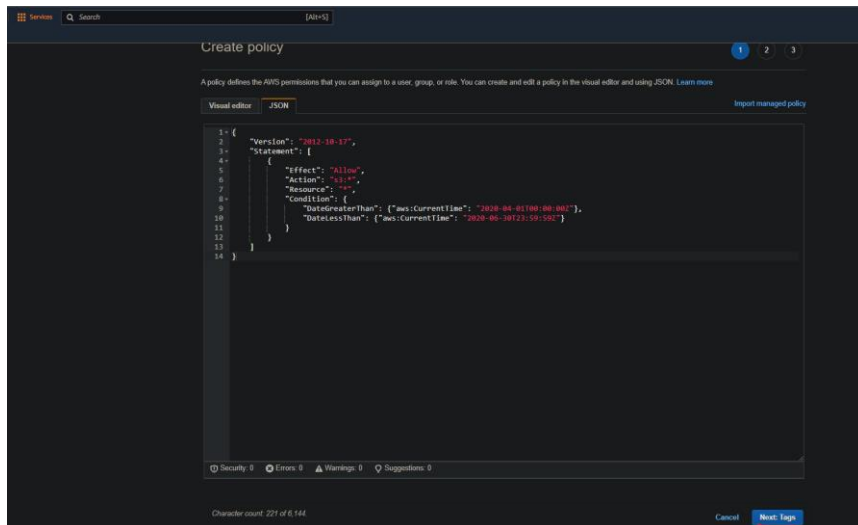 Services Search [Alt+S]
Create policy 1 2 3
A policy defines the AWS permissions that you can assign to a user, group, or role. You can create and edit a policy in the visual editor and using JSON. Learn more
Visual editor JSON Import managed policy
1 {
2 "Version": "2012-10-17",
3 "Statement": [
4 {
5 "Effect": "Allow",
6 "Action": "s3:*",
7 "Resource": "*",
8 "Condition": {
9 "DateGreaterThan": {"aws:CurrentTime": "2020-04-01T00:00:00Z"},
10 "DateLessThan": {"aws:CurrentTime": "2020-06-30T23:59:59Z"}
11 }
12 }
13 ]
14 }
Security: 0 Errors: 0 Warnings: 0 Suggestions: 0
Character count: 221 of 6,144.
Cancel Next: Tags